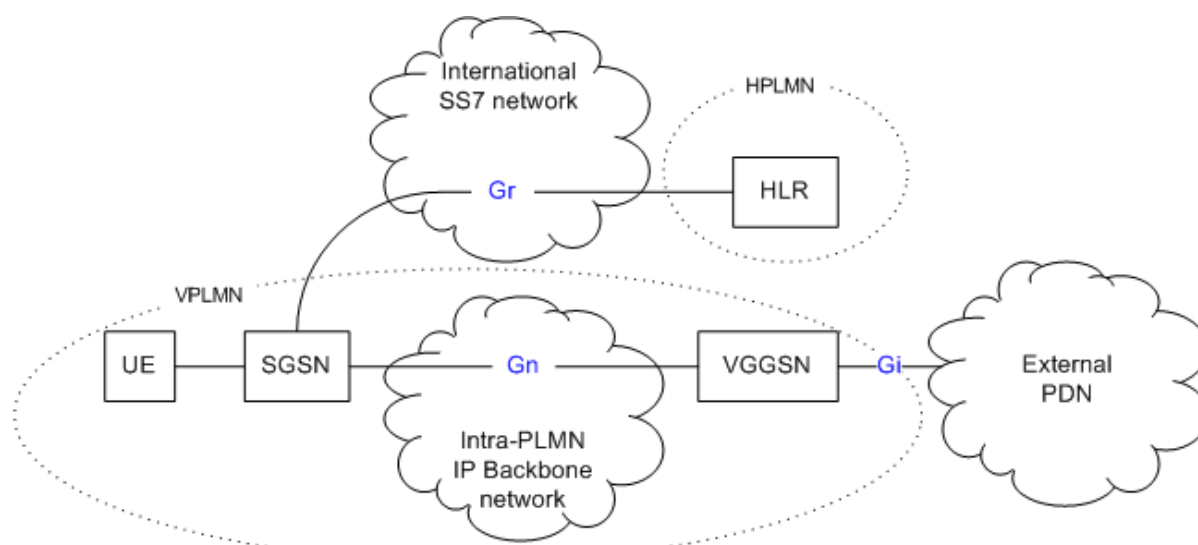 International
SS7 network
HPLMN
Gr
HLR
VPLMN
UE
SGSN
Gn
VGGSN
Gi
External
PDN
Intra-PLMN
IP Backbone
network